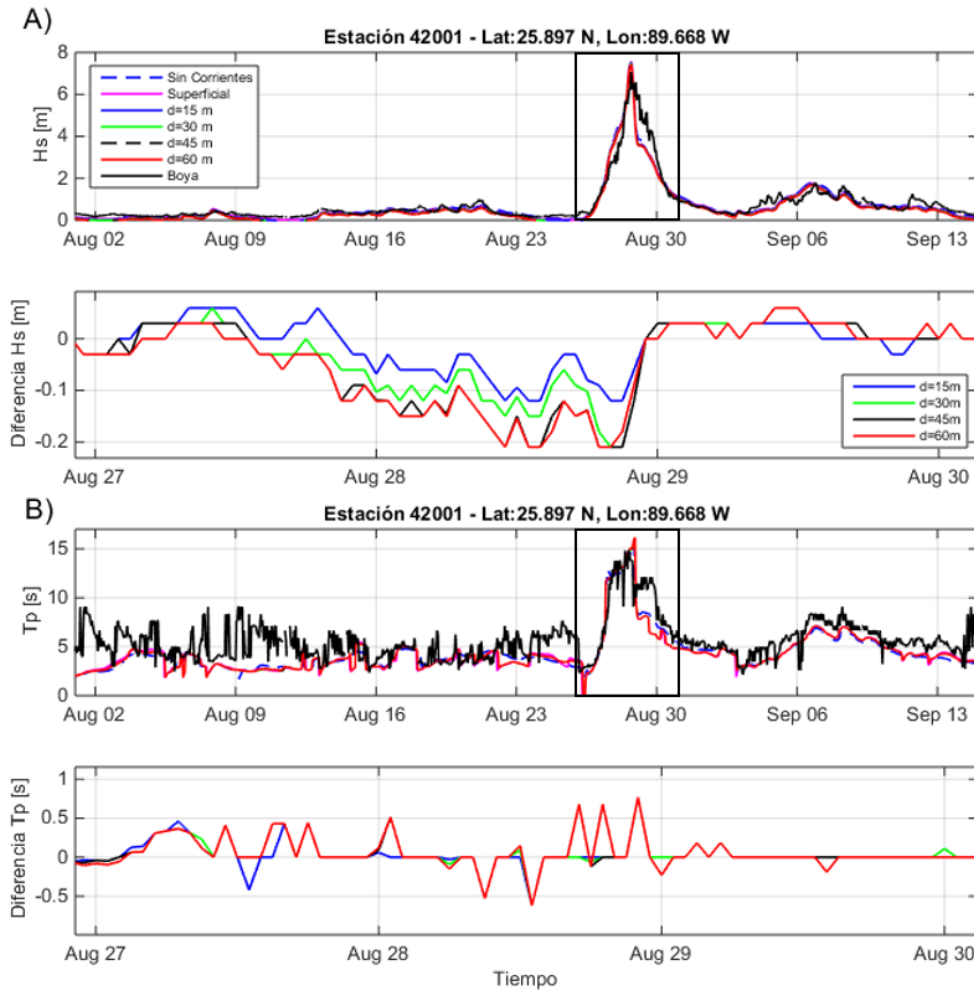 A)
Estación 42001 - Lat:25.897 N, Lon:89.668 W
Hs [m]
8
6
4
2
0
Sin Corrientes
Superficial
d=15 m
d=30 m
d=45 m
d=60 m
Boya
Aug 02 Aug 09 Aug 16 Aug 23 Aug 30 Sep 06 Sep 13
Diferencia Hs [m]
0
-0.1
-0.2
d=15m
d=30m
d=45m
d=60m
Aug 27 Aug 28 Aug 29 Aug 30
B)
Estación 42001 - Lat:25.897 N, Lon:89.668 W
Tp [s]
15
10
5
0
Aug 02 Aug 09 Aug 16 Aug 23 Aug 30 Sep 06 Sep 13
Diferencia Tp [s]
1
0.5
0
-0.5
Aug 27 Aug 28 Aug 29 Aug 30
Tiempo